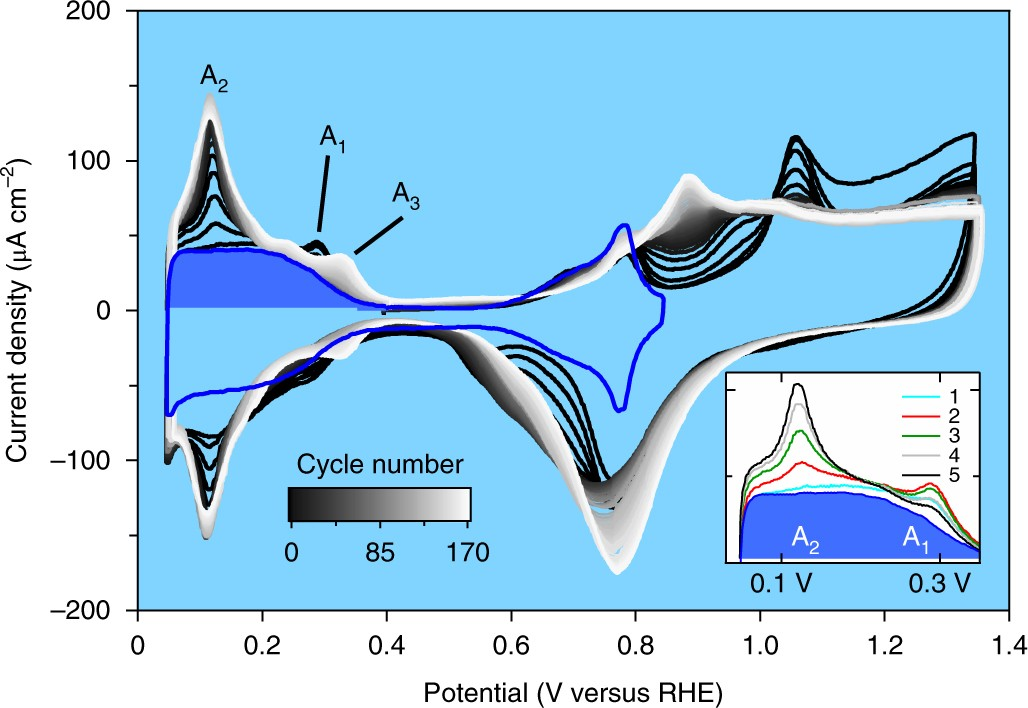 200
100
0
−100
−200
Current density (µA cm⁻²)
A₂
A₁
A₃
Cycle number
0 85 170
1
2
3
4
5
A₂ A₁
0.1 V 0.3 V
0 0.2 0.4 0.6 0.8 1.0 1.2 1.4
Potential (V versus RHE)